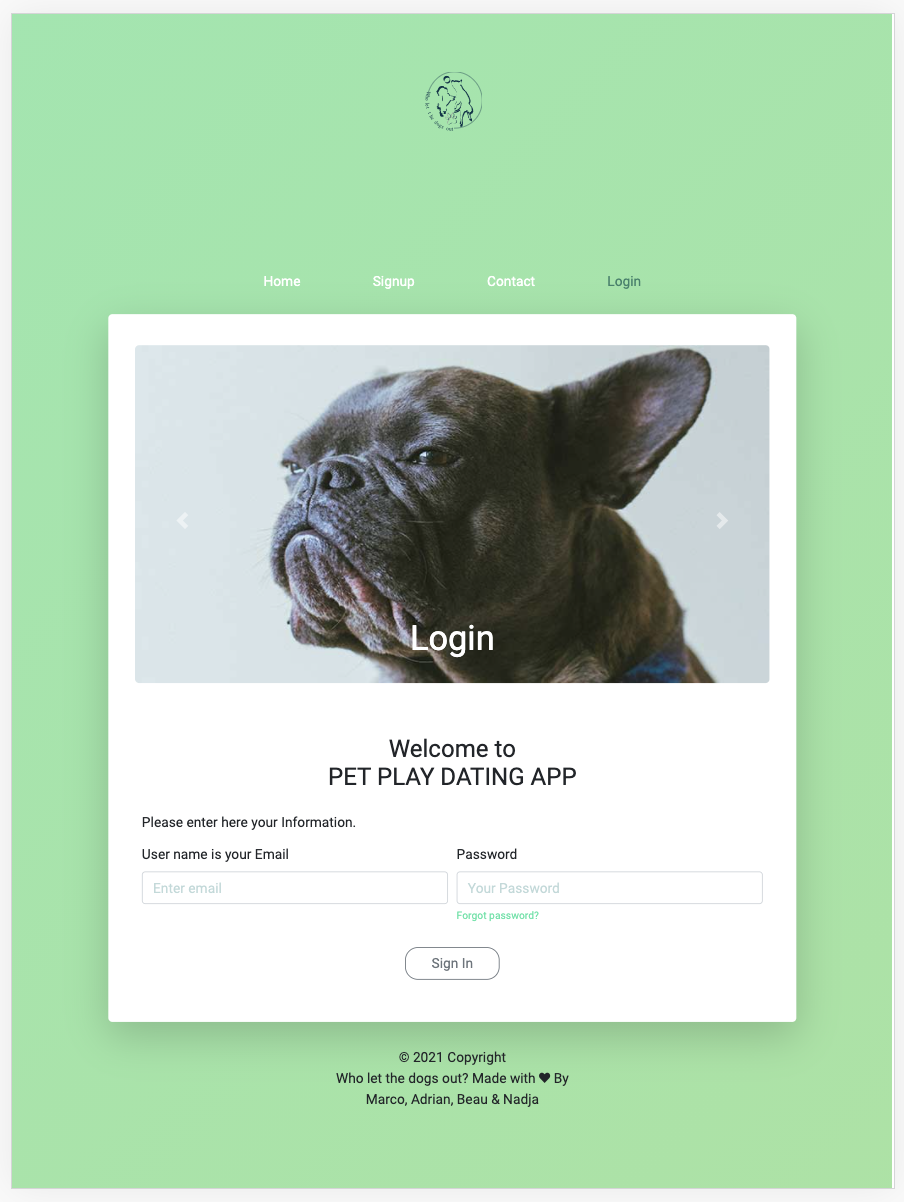 Who let the dogs out
Home
Signup
Contact
Login
Login
Welcome to
PET PLAY DATING APP
Please enter here your Information.
User name is your Email
Password
Enter email
Your Password
Forgot password?
Sign In
© 2021 Copyright
Who let the dogs out? Made with ♥ By
Marco, Adrian, Beau & Nadja